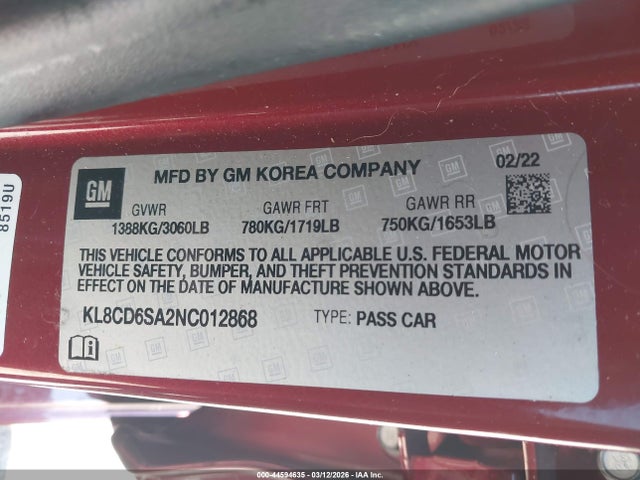 GM
MFD BY GM KOREA COMPANY
02/22
GVWR
GAWR FRT
GAWR RR
1388KG/3060LB
780KG/1719LB
750KG/1653LB
THIS VEHICLE CONFORMS TO ALL APPLICABLE U.S. FEDERAL MOTOR
VEHICLE SAFETY, BUMPER, AND THEFT PREVENTION STANDARDS IN
EFFECT ON THE DATE OF MANUFACTURE SHOWN ABOVE.
KL8CD6SA2NC012868
TYPE: PASS CAR
8519U
000-44594635 - 03/12/2026 - IAA Inc.